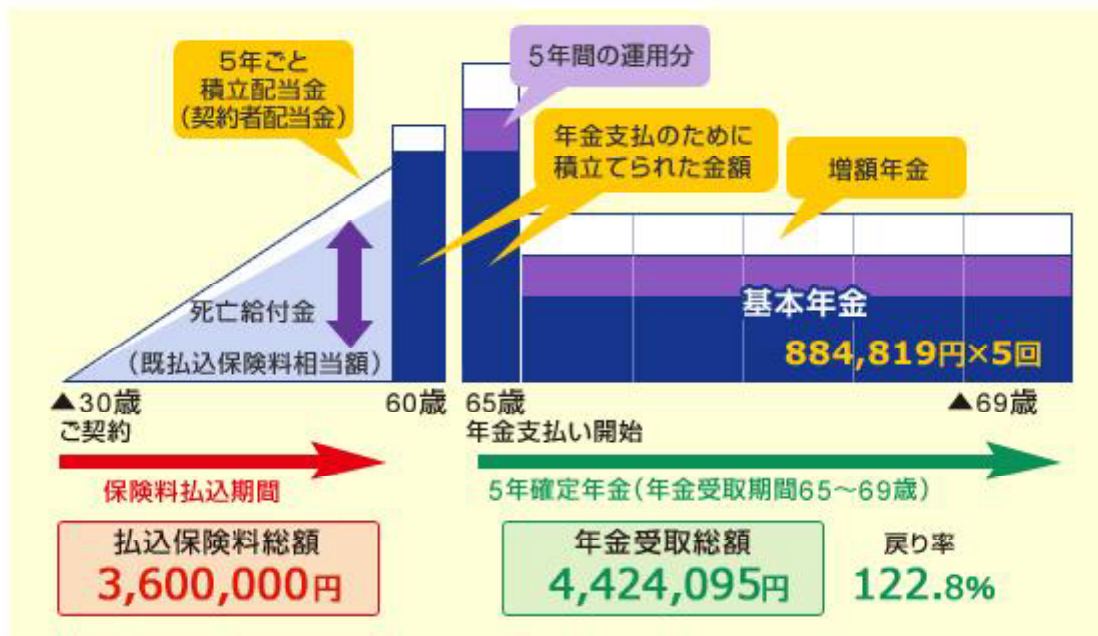 5年ごと
積立配当金
（契約者配当金）
5年間の運用分
年金支払のために
積立てられた金額
増額年金
死亡給付金
（既払込保険料相当額）
基本年金
884,819円×5回
▲30歳
ご契約
60歳
65歳
年金支払い開始
▲69歳
保険料払込期間
5年確定年金（年金受取期間65～69歳）
払込保険料総額
3,600,000円
年金受取総額
4,424,095円
戻り率
122.8%